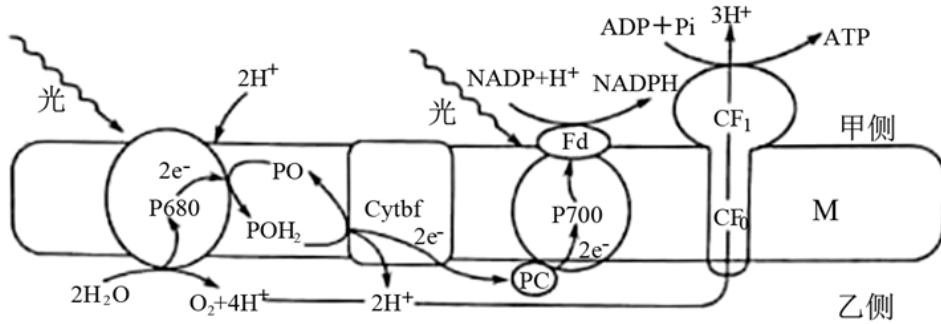 光
2H⁺
2e⁻
P680
PO
POH₂
2H₂O
O₂+4H⁺
2H⁺
Cytbf
2e⁻
光
NADP+H⁺
NADPH
Fd
P700
2e⁻
PC
ADP+Pi
3H⁺
ATP
CF₁
CF₀
甲侧
M
乙侧